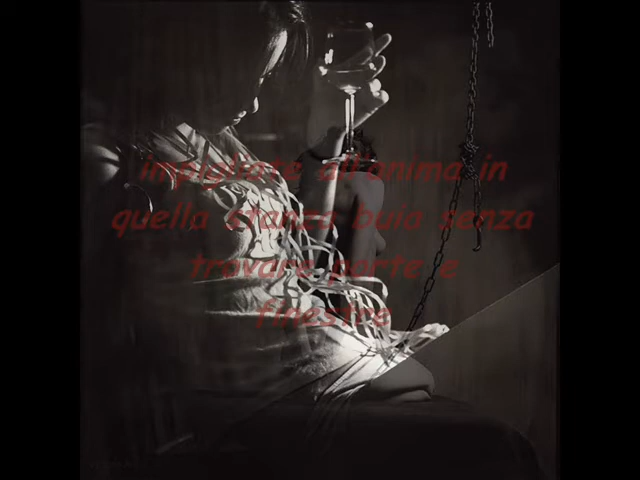 impigliate all'anima in
quella stanza buia senza
trovare porte e
finestre